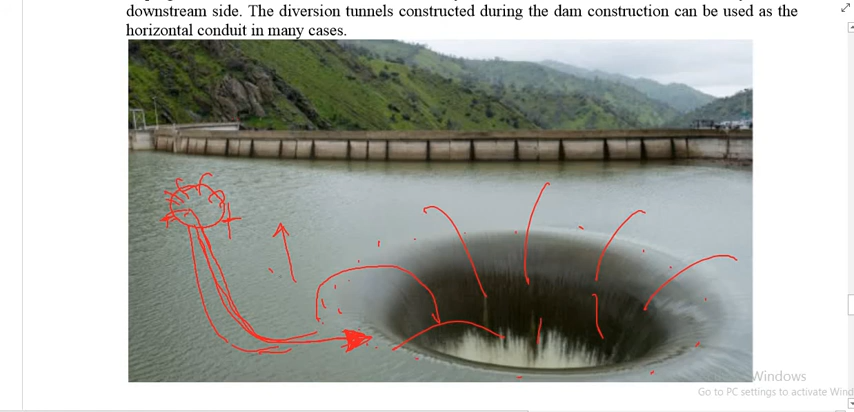 downstream side. The diversion tunnels constructed during the dam construction can be used as the
horizontal conduit in many cases.
Windows
Go to PC settings to activate Wind